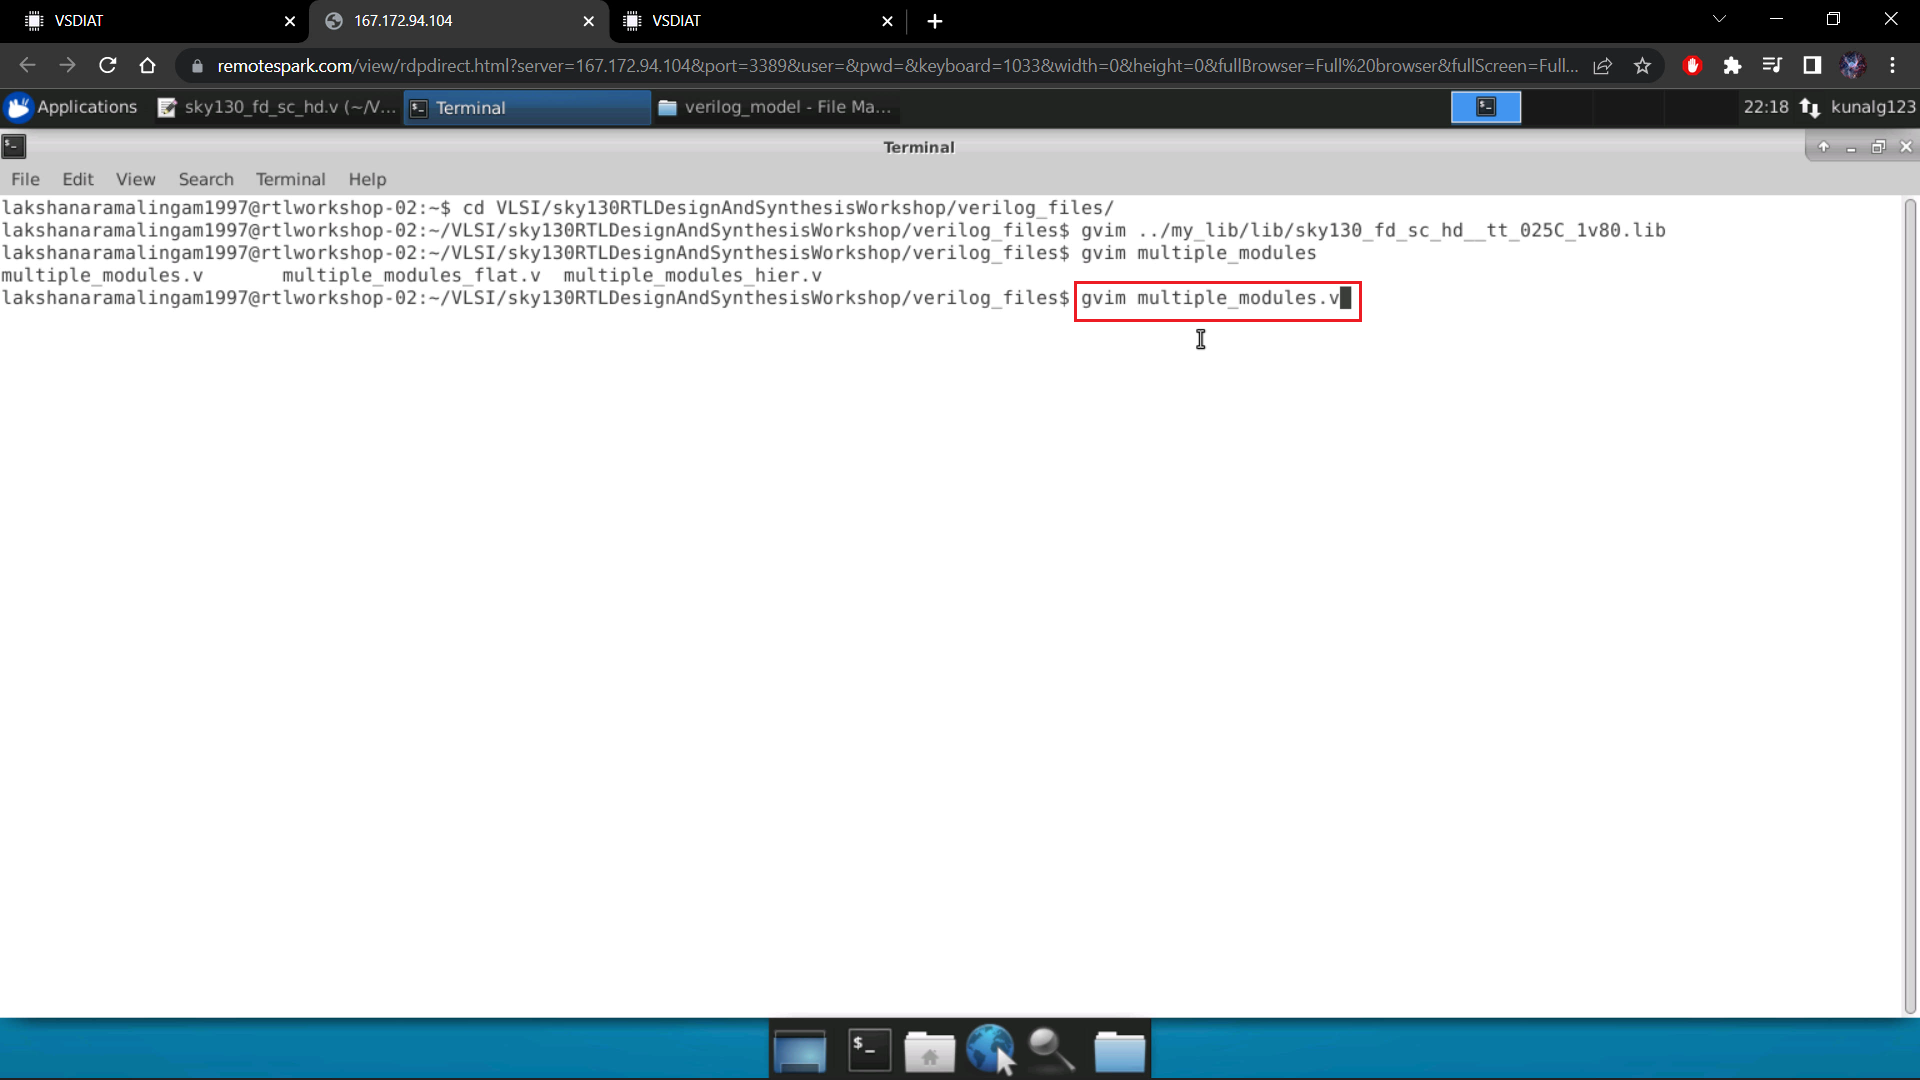 VSDIAT
167.172.94.104
VSDIAT
remotespark.com/view/rdpdirect.html?server=167.172.94.104&port=3389&user=&pwd=&keyboard=1033&width=0&height=0&fullBrowser=Full%20browser&fullScreen=Full...
Applications sky130_fd_sc_hd.v (~/V... Terminal verilog_model - File Ma... 22:18 kunalg123
Terminal
File Edit View Search Terminal Help
lakshanaramalingam1997@rtlworkshop-02:~$ cd VLSI/sky130RTLDesignAndSynthesisWorkshop/verilog_files/
lakshanaramalingam1997@rtlworkshop-02:~/VLSI/sky130RTLDesignAndSynthesisWorkshop/verilog_files$ gvim ../my_lib/lib/sky130_fd_sc_hd__tt_025C_1v80.lib
lakshanaramalingam1997@rtlworkshop-02:~/VLSI/sky130RTLDesignAndSynthesisWorkshop/verilog_files$ gvim multiple_modules
multiple_modules.v multiple_modules_flat.v multiple_modules_hier.v
lakshanaramalingam1997@rtlworkshop-02:~/VLSI/sky130RTLDesignAndSynthesisWorkshop/verilog_files$ gvim multiple_modules.v